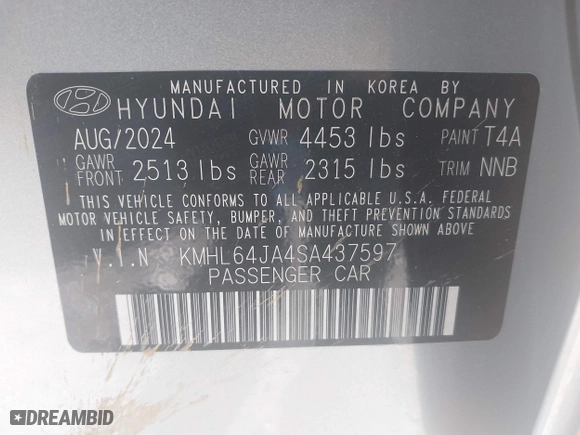 MANUFACTURED IN KOREA BY
HYUNDAI MOTOR COMPANY
AUG/2024 GVWR 4453 lbs PAINT T4A
GAWR FRONT 2513 lbs GAWR REAR 2315 lbs TRIM NNB
THIS VEHICLE CONFORMS TO ALL APPLICABLE U.S.A. FEDERAL
MOTOR VEHICLE SAFETY, BUMPER, AND THEFT PREVENTION STANDARDS
IN EFFECT ON THE DATE OF MANUFACTURE SHOWN ABOVE
V.I.N KMHL64JA4SA437597
PASSENGER CAR
DREAMBID